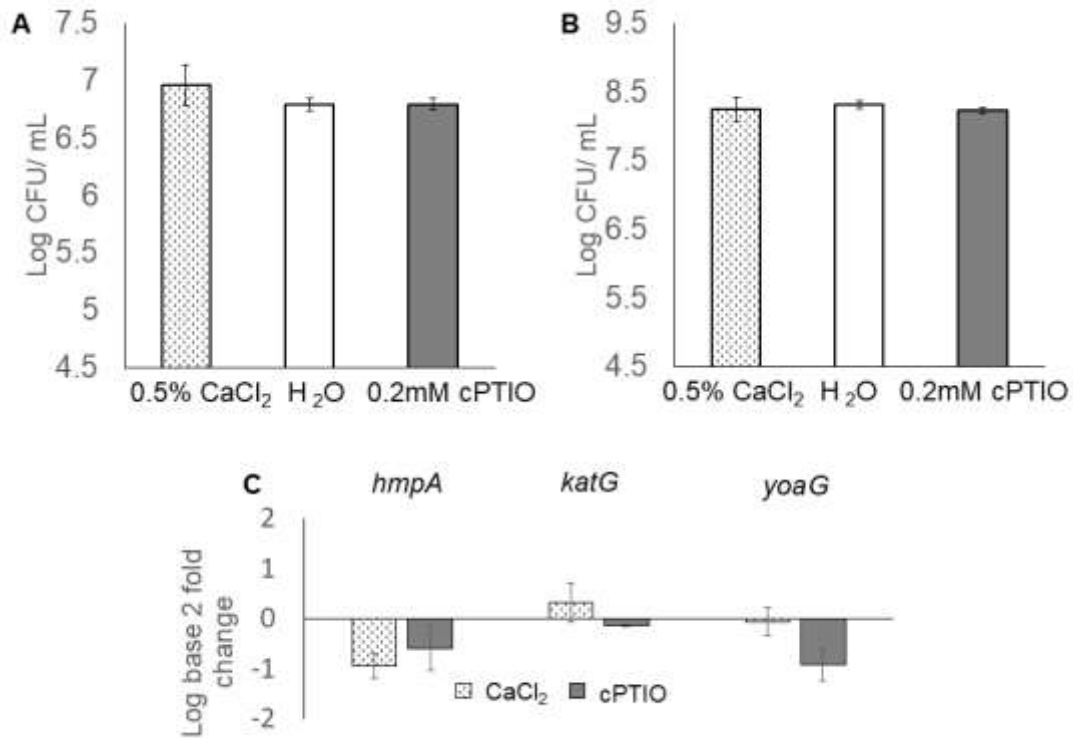 A
7.5
7
6.5
6
5.5
5
4.5
Log CFU/ mL
0.5% CaCl₂ H₂O 0.2mM cPTIO
B
9.5
8.5
7.5
6.5
5.5
4.5
Log CFU/ mL
0.5% CaCl₂ H₂O 0.2mM cPTIO
C
hmpA katG yoaG
2
1
0
-1
-2
Log base 2 fold
change
CaCl₂ cPTIO